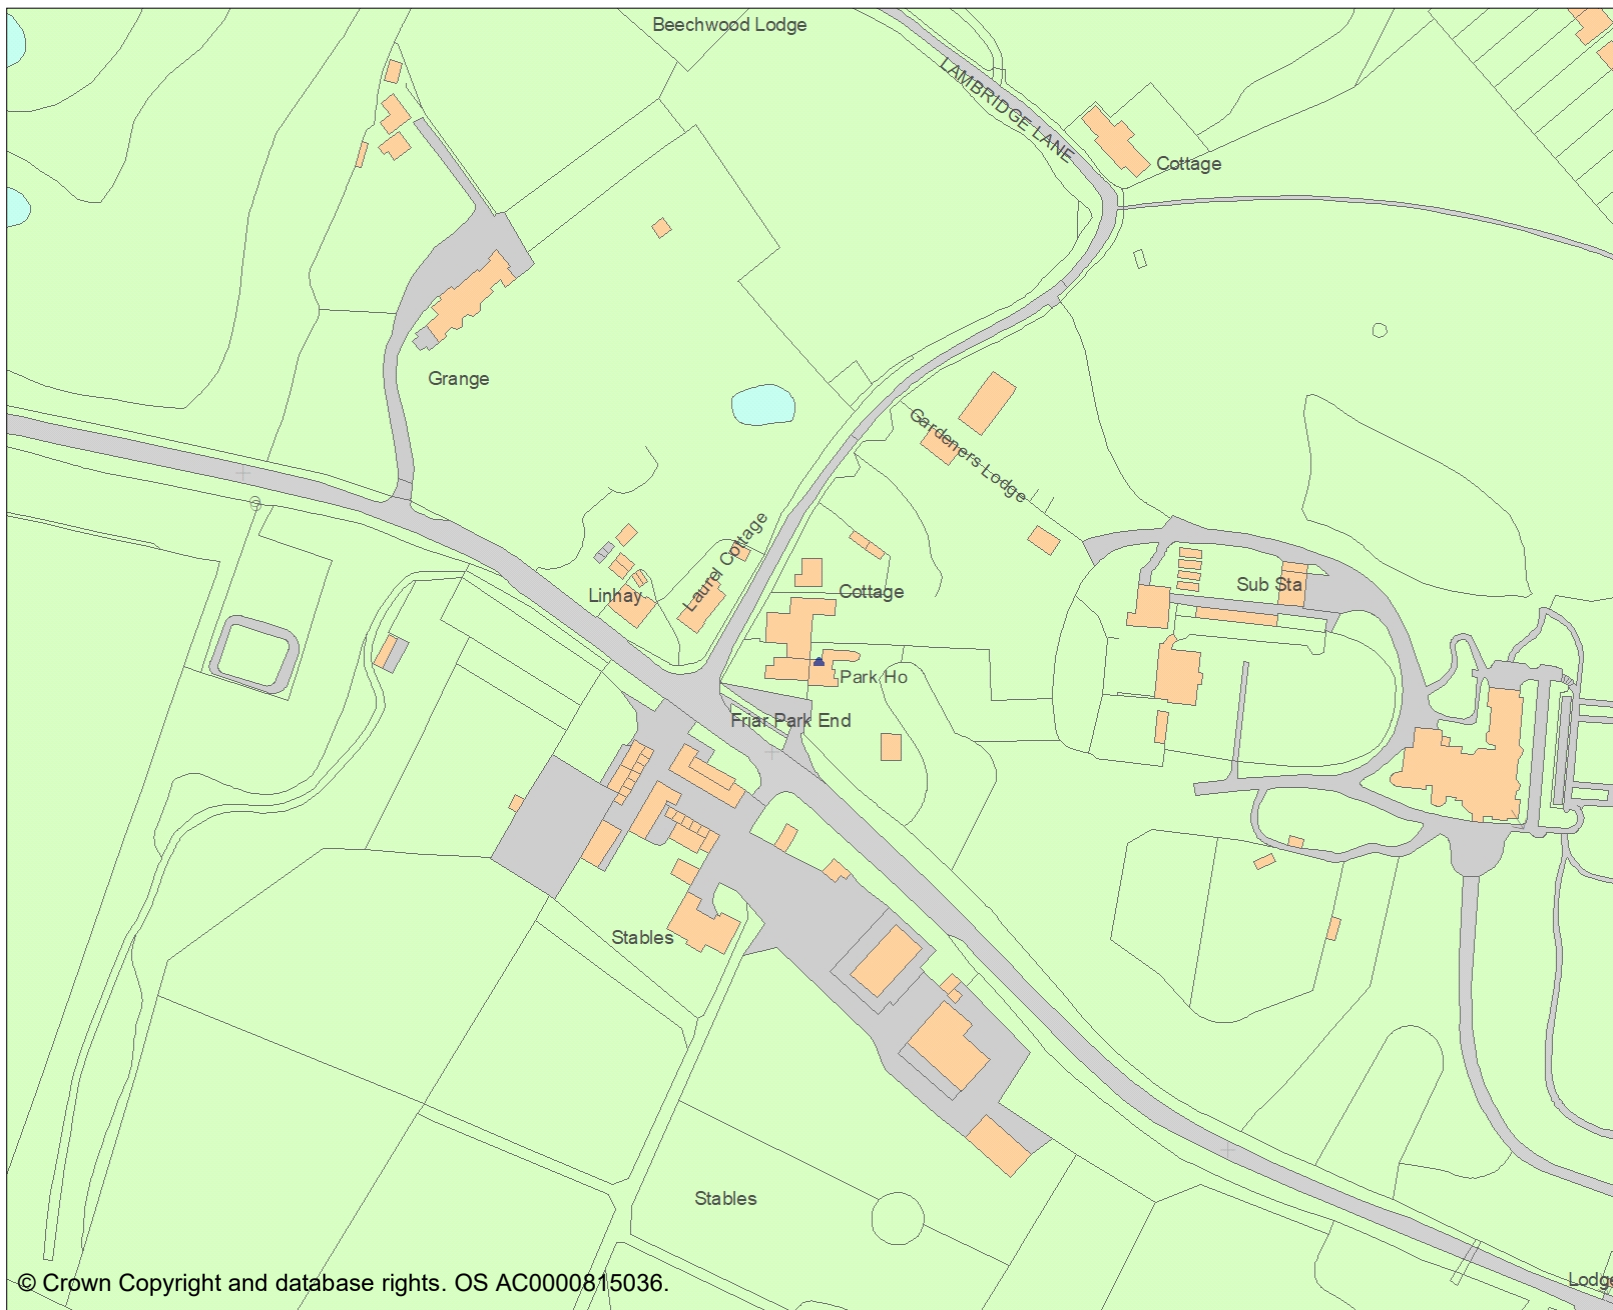 Beechwood Lodge
LAMBRIDGE LANE
Cottage
Grange
Gardeners Lodge
Laurel Cottage
Linhay
Cottage
Sub Sta
Park Ho
Friar Park End
Stables
Stables
Lodge
© Crown Copyright and database rights. OS AC0000815036.